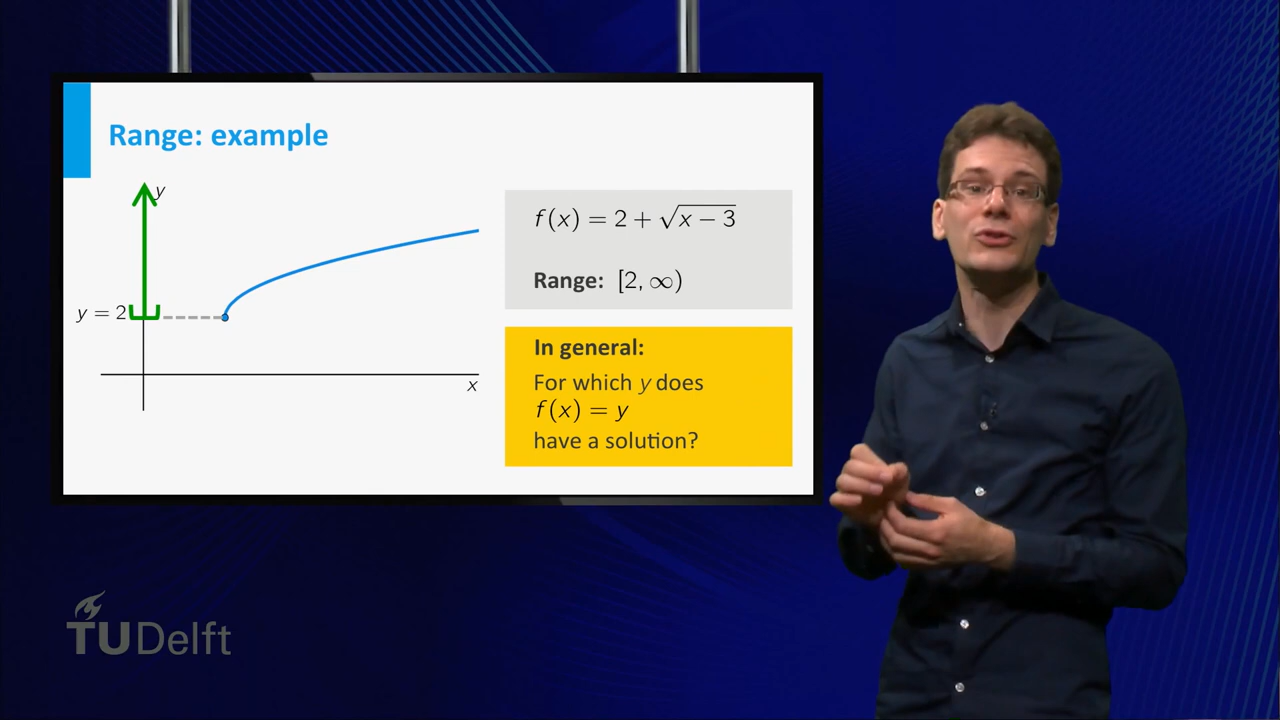 Range: example
y
f(x) = 2 + √(x − 3)
Range: [2, ∞)
y = 2
x
In general:
For which y does
f(x) = y
have a solution?
TUDelft